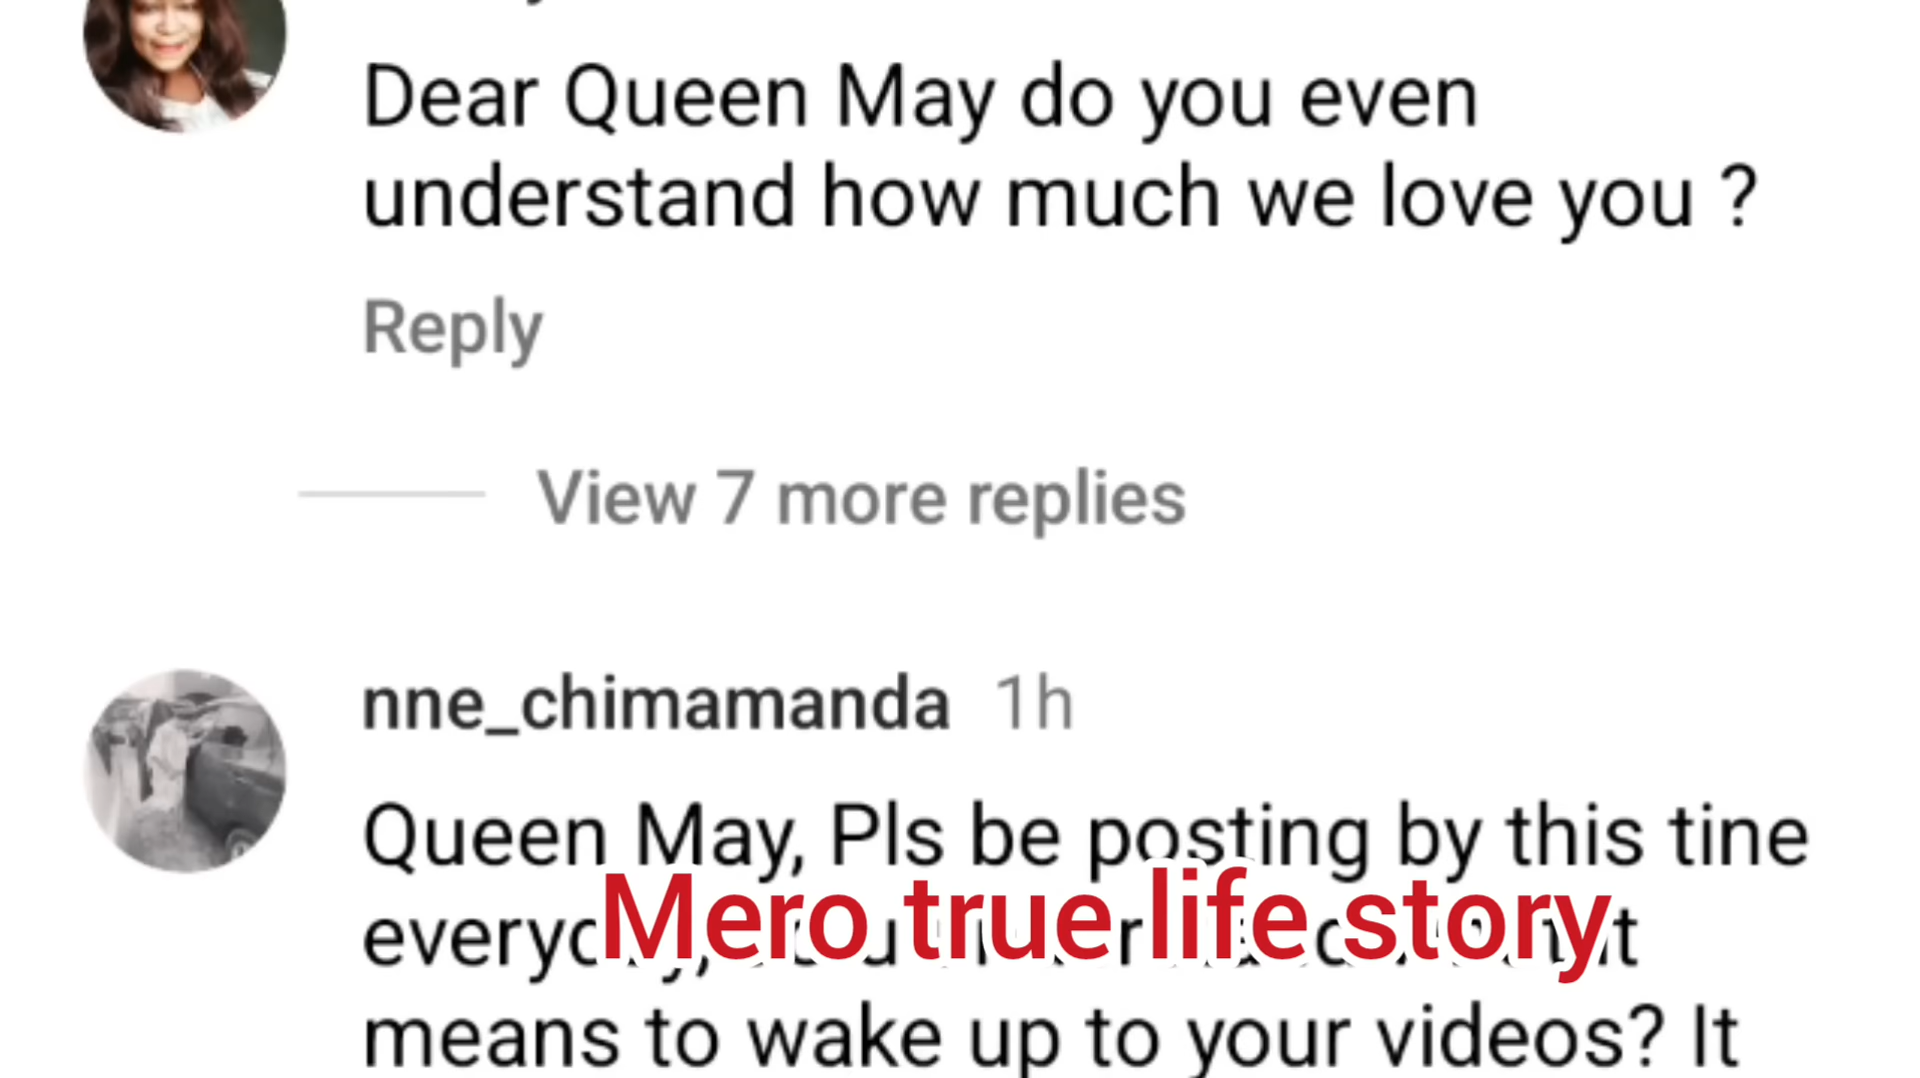 Dear Queen May do you even
understand how much we love you ?
Reply
View 7 more replies
nne_chimamanda 1h
Queen May, Pls be posting by this tine
Mero true life story
means to wake up to your videos? It